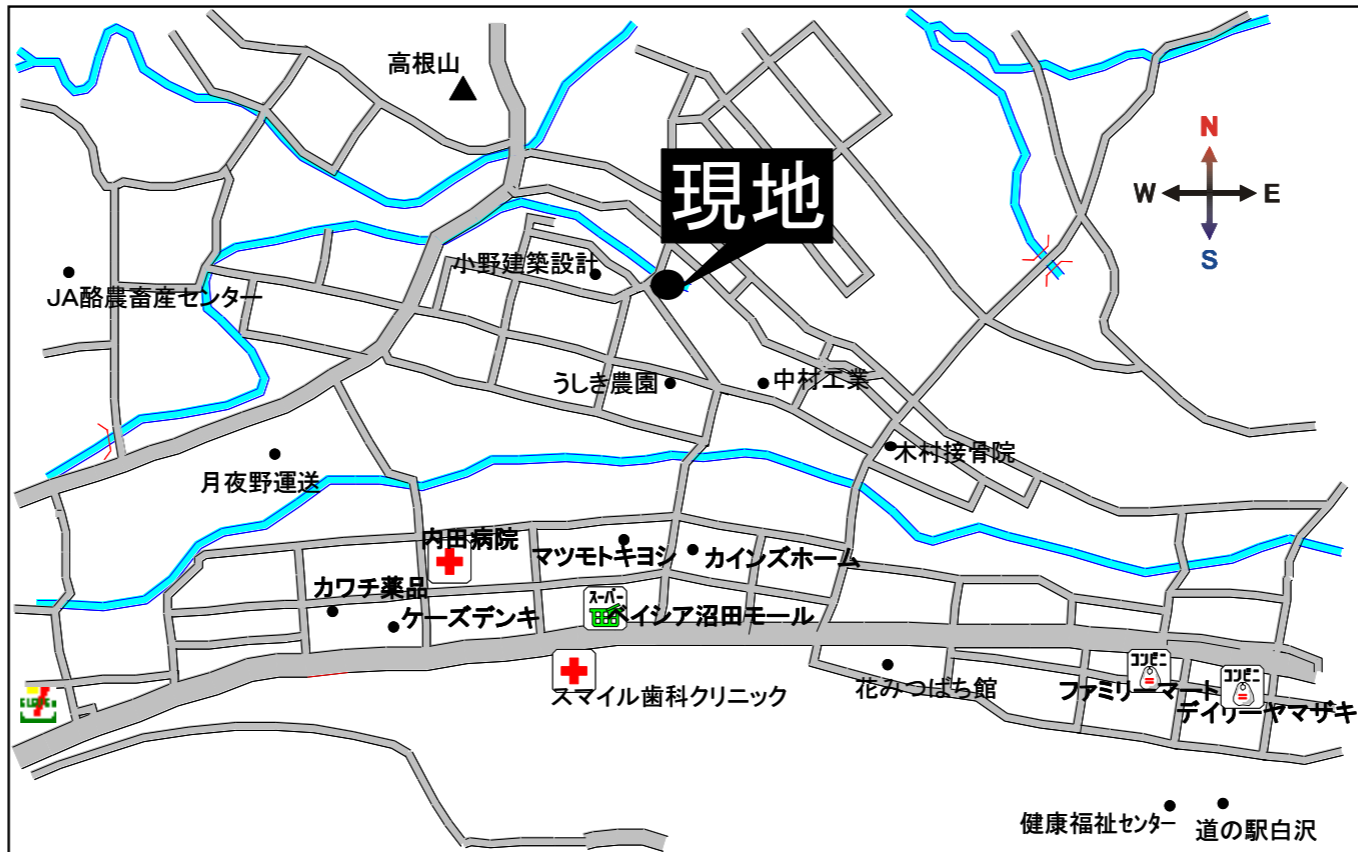 高根山
現地
N
W
E
S
小野建築設計
JA酪農畜産センター
うしき農園
中村工業
木村接骨院
月夜野運送
内田病院
マツモトキヨシ
カインズホーム
カワチ薬品
ケーズデンキ
スーパー
ベイシア沼田モール
スマイル歯科クリニック
花みつばち館
コンビニ
ファミリーマート
コンビニ
デイリーヤマザキ
健康福祉センター
道の駅白沢